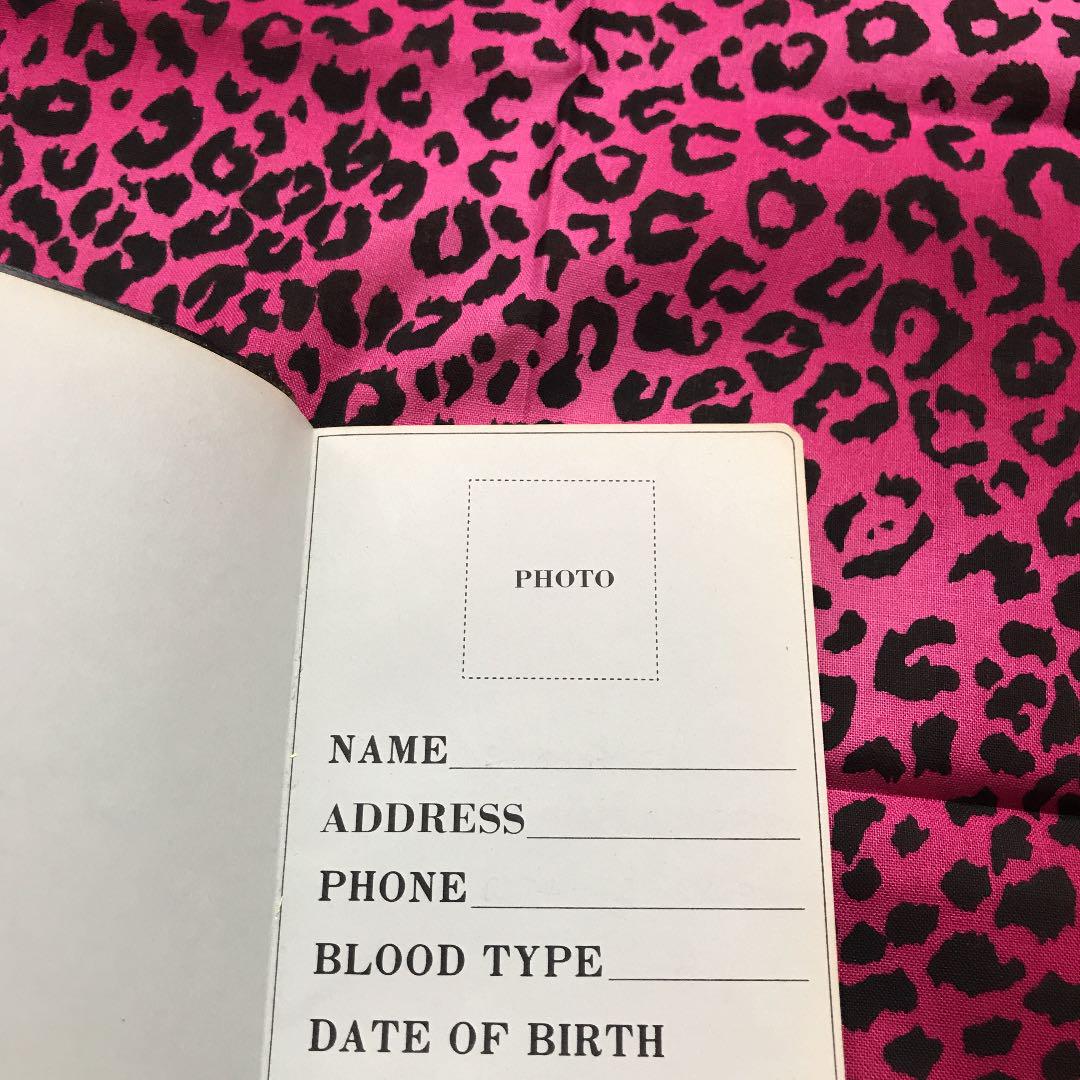 PHOTO
NAME
ADDRESS
PHONE
BLOOD TYPE
DATE OF BIRTH